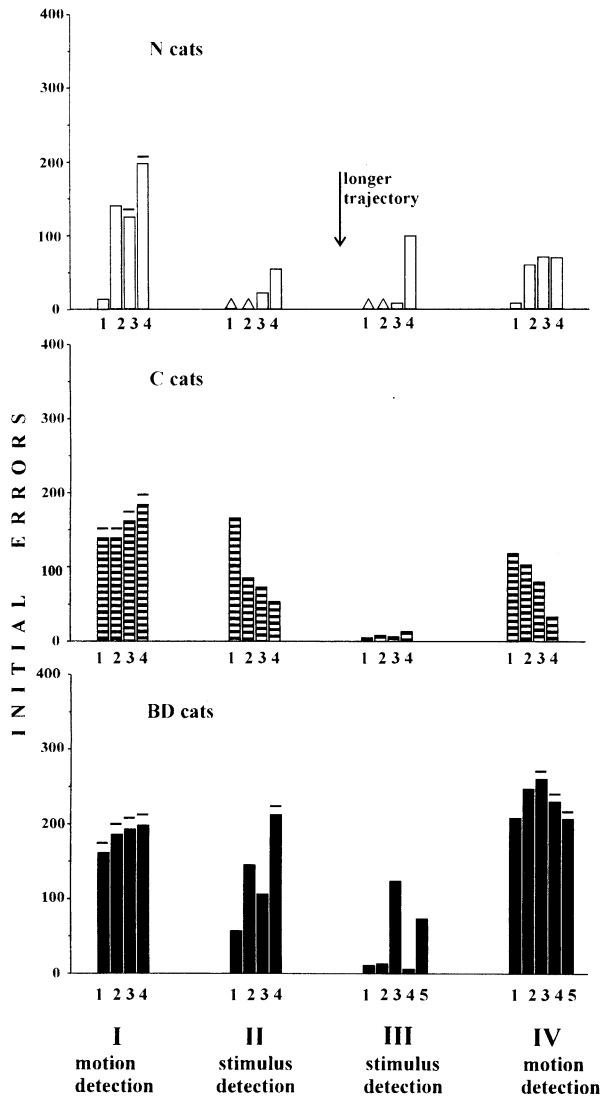 400
N cats
300
200
longer
trajectory
100
0
1 2 3 4 1 2 3 4 1 2 3 4 1 2 3 4
400
C cats
300
200
100
0
1 2 3 4 1 2 3 4 1 2 3 4 1 2 3 4
INITIAL ERRORS
400
BD cats
300
200
100
0
1 2 3 4 1 2 3 4 1 2 3 4 5 1 2 3 4 5
I II III IV
motion stimulus stimulus motion
detection detection detection detection